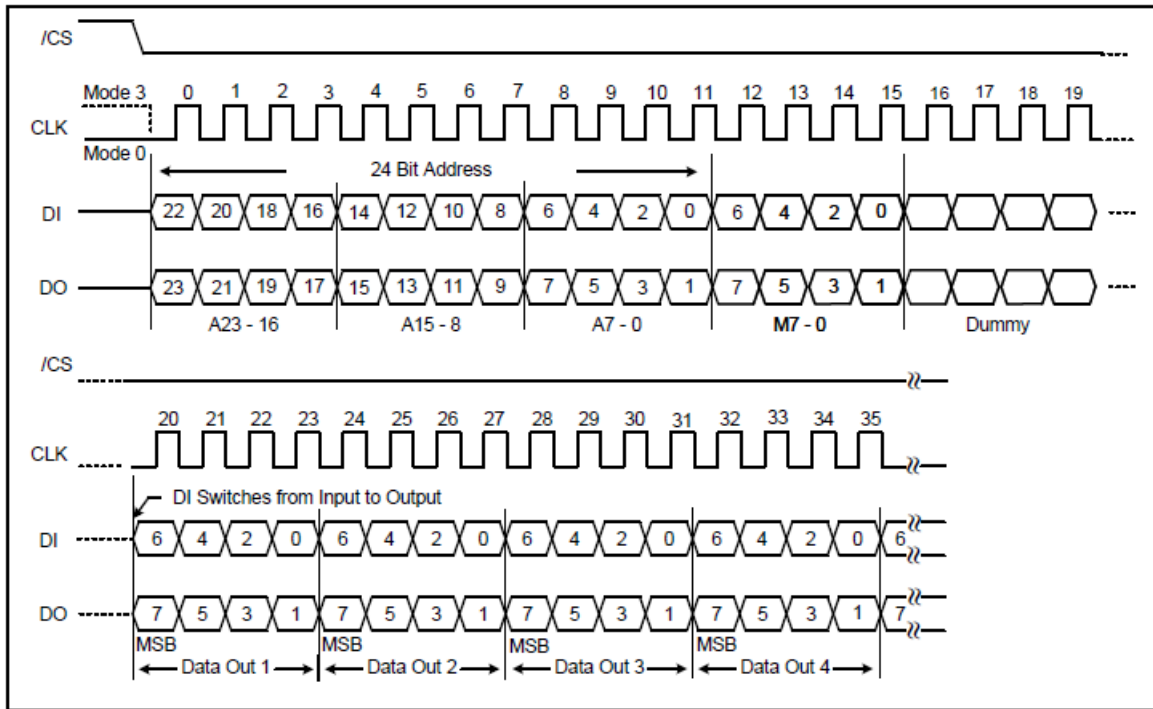 /CS
Mode 3 0 1 2 3 4 5 6 7 8 9 10 11 12 13 14 15 16 17 18 19
CLK
Mode 0
24 Bit Address
DI 22 20 18 16 14 12 10 8 6 4 2 0 6 4 2 0
DO 23 21 19 17 15 13 11 9 7 5 3 1 7 5 3 1
A23 - 16 A15 - 8 A7 - 0 M7 - 0 Dummy
/CS
20 21 22 23 24 25 26 27 28 29 30 31 32 33 34 35
CLK
DI Switches from Input to Output
DI 6 4 2 0 6 4 2 0 6 4 2 0 6 4 2 0 6
DO 7 5 3 1 7 5 3 1 7 5 3 1 7 5 3 1 7
MSB MSB MSB MSB
Data Out 1 Data Out 2 Data Out 3 Data Out 4